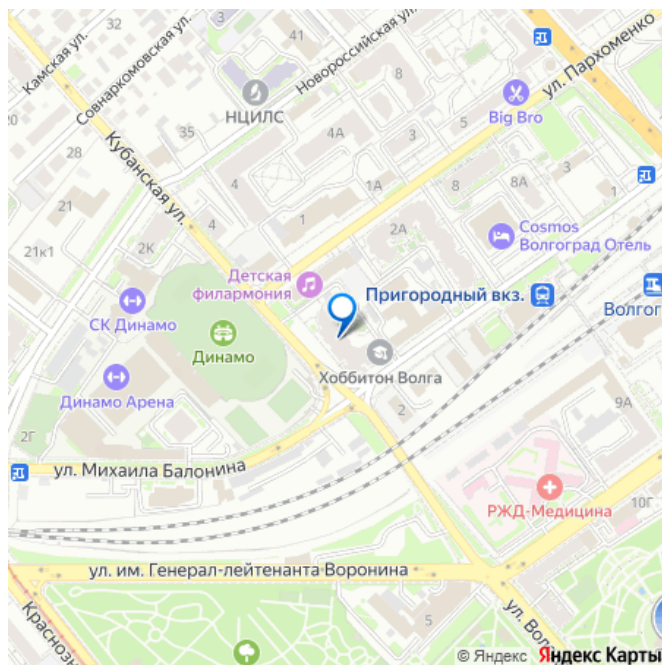 41
Камская ул.
Совнаркомовская ул.
Новороссийская ул.
ул. Пархоменко
33
8
20
НЦИЛС
Big Bro
35
4А
3
5
28
Кубанская ул.
4
1А
8
8А
3
1
21
4
1
2А
Cosmos
Волгоград Отель
21к1
2К
Детская
филармония
Пригородный вкз.
СК Динамо
Волгог
Динамо
Хоббитон Волга
Динамо Арена
2
9А
2Г
ул. Михаила Балонина
РЖД-Медицина
10Г
ул. им. Генерал-лейтенанта Воронина
Краснозн
5
ул. Вол
© Яндекс Яндекс Карты